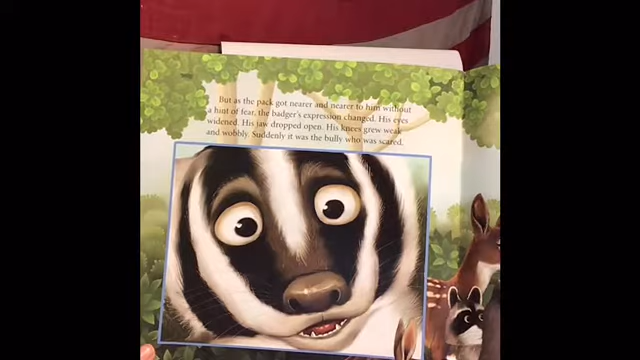 But as the pack got nearer and nearer to him without
a hint of fear, the badger's expression changed. His eyes
widened. His jaw dropped open. His knees grew weak
and wobbly. Suddenly it was the bully who was scared.